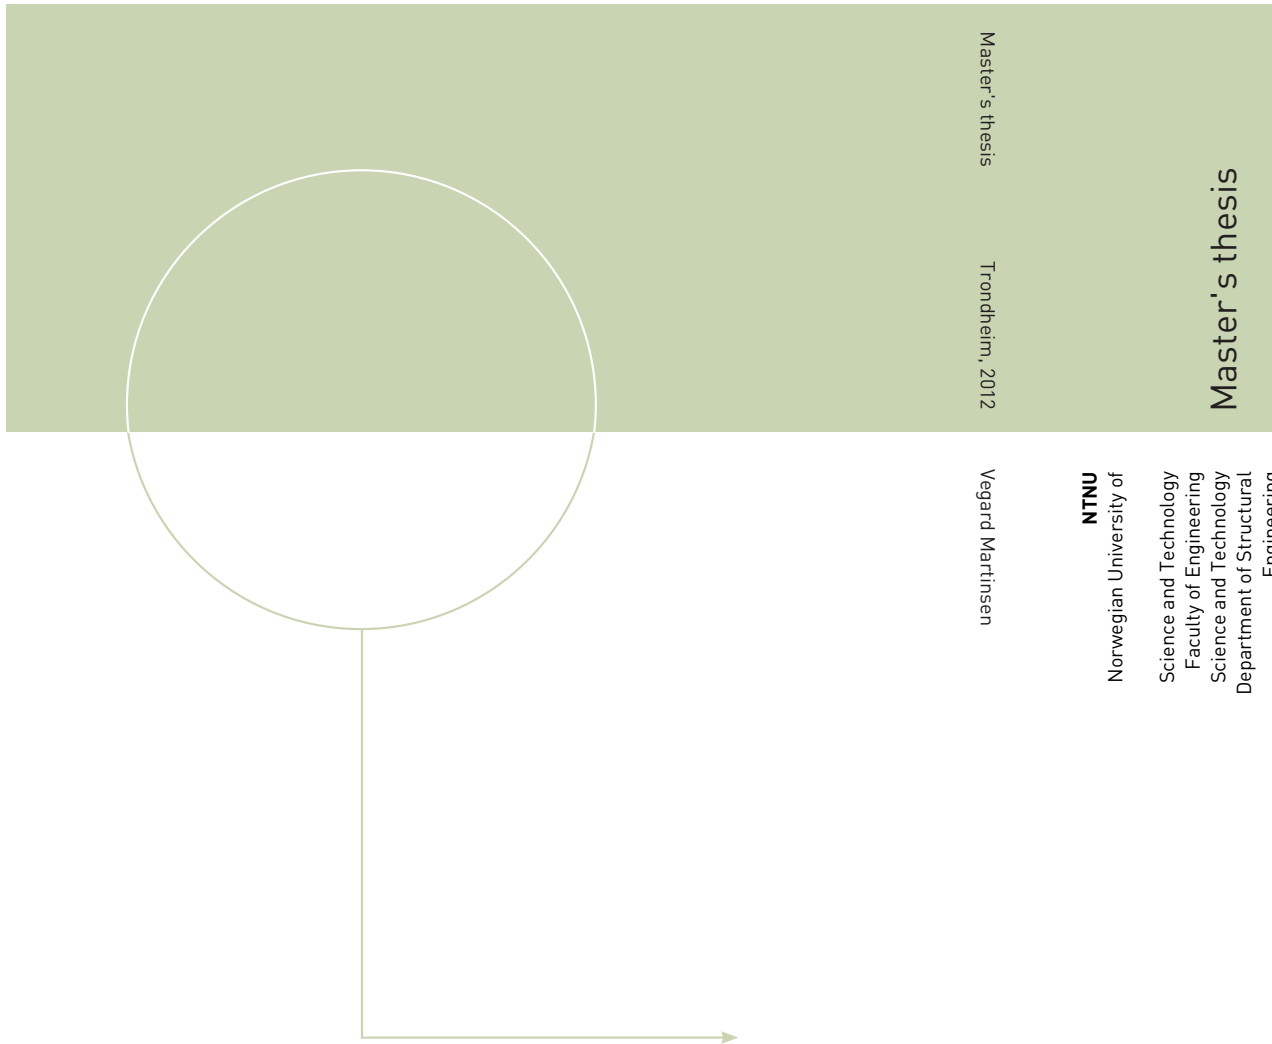 Master's thesis
Trondheim, 2012
Vegard Martinsen
Master's thesis
NTNU
Norwegian University of
Science and Technology
Faculty of Engineering
Science and Technology
Department of Structural
Engineering